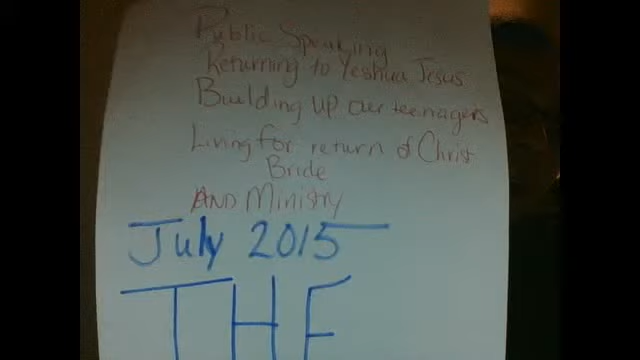 Public Speaking
Returning to Yeshua Jesus
Building up our teenagers
Living for return of Christ
Bride
AND Ministry
July 2015
THE